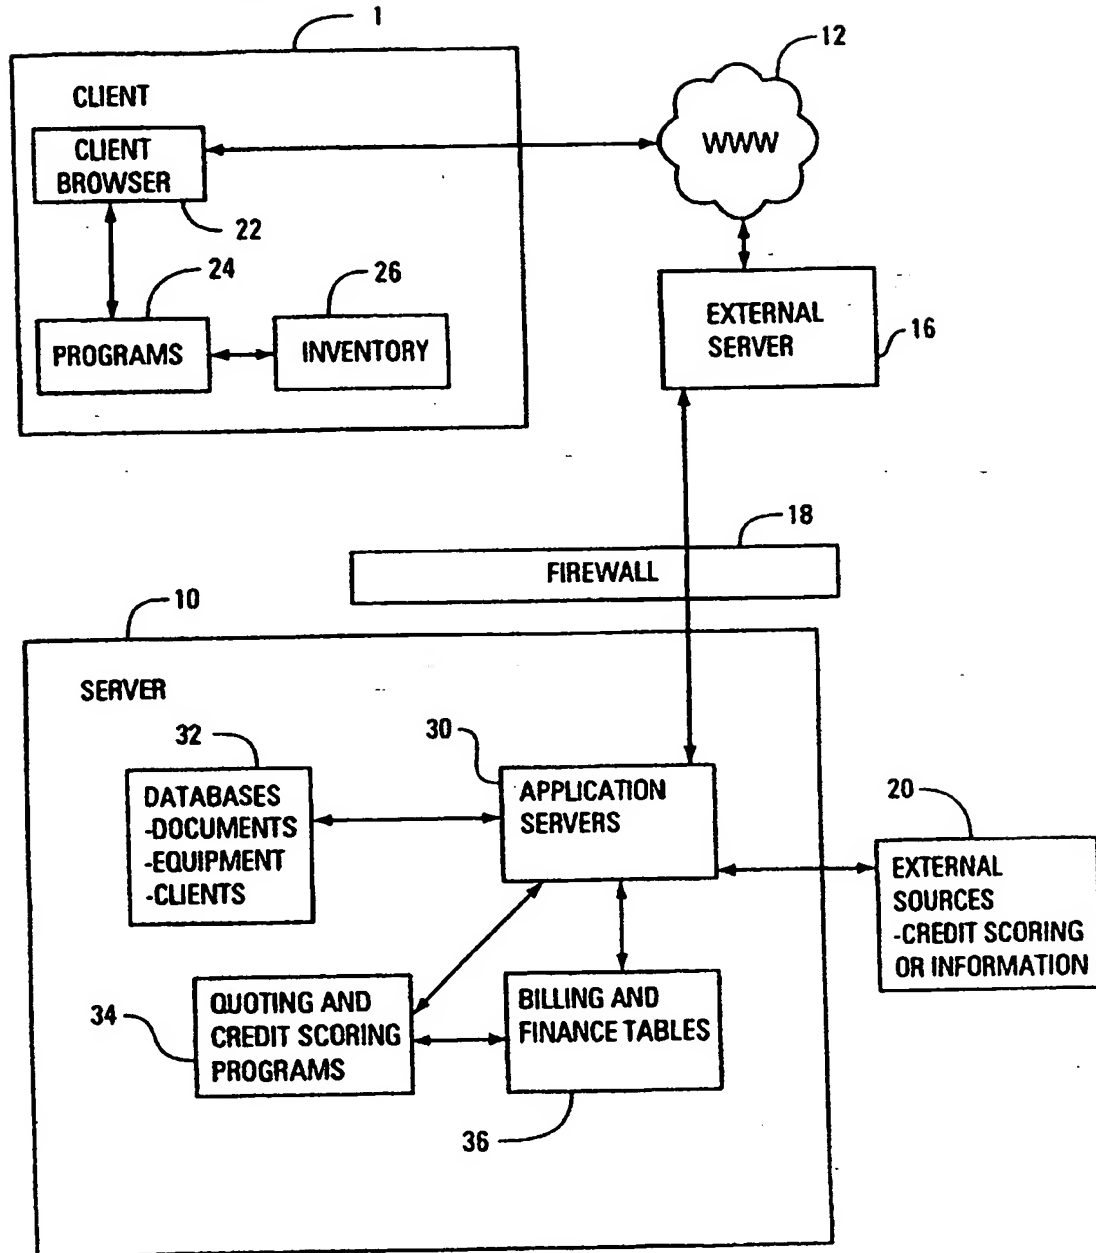 1
12
CLIENT
CLIENT
BROWSER
WWW
22
24
26
PROGRAMS
INVENTORY
EXTERNAL
SERVER
16
18
FIREWALL
10
SERVER
32
30
DATABASES
-DOCUMENTS
-EQUIPMENT
-CLIENTS
APPLICATION
SERVERS
20
EXTERNAL
SOURCES
-CREDIT SCORING
OR INFORMATION
34
QUOTING AND
CREDIT SCORING
PROGRAMS
BILLING AND
FINANCE TABLES
36